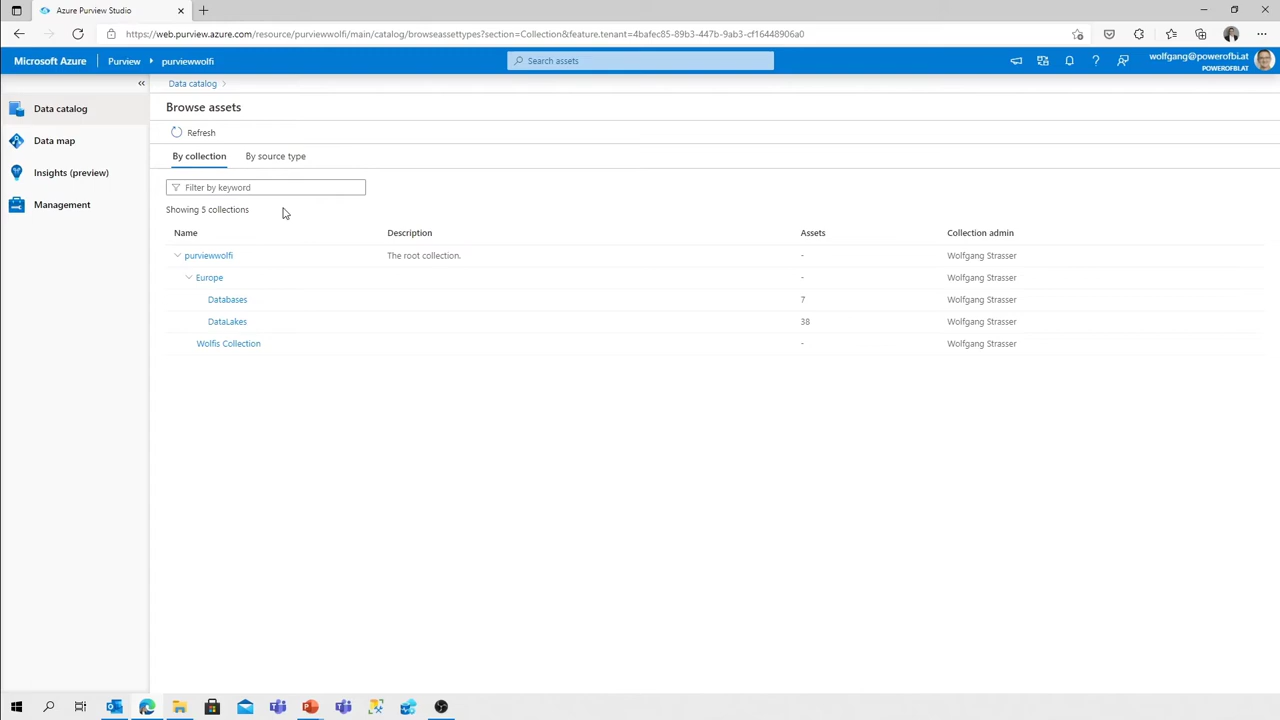 Azure Purview Studio
https://web.purview.azure.com/resource/purviewwolfi/main/catalog/browseassettypes?section=Collection&feature.tenant=4bafec85-89b3-447b-9ab3-cf16448906a0
Microsoft Azure
Purview
purviewwolfi
Search assets
wolfgang@powerofbi.at
POWEROFBI.AT
Data catalog
Data map
Insights (preview)
Management
Data catalog
Browse assets
Refresh
By collection By source type
Filter by keyword
Showing 5 collections
Name Description Assets Collection admin
purviewwolfi The root collection. - Wolfgang Strasser
Europe - Wolfgang Strasser
Databases 7 Wolfgang Strasser
DataLakes 38 Wolfgang Strasser
Wolfis Collection - Wolfgang Strasser